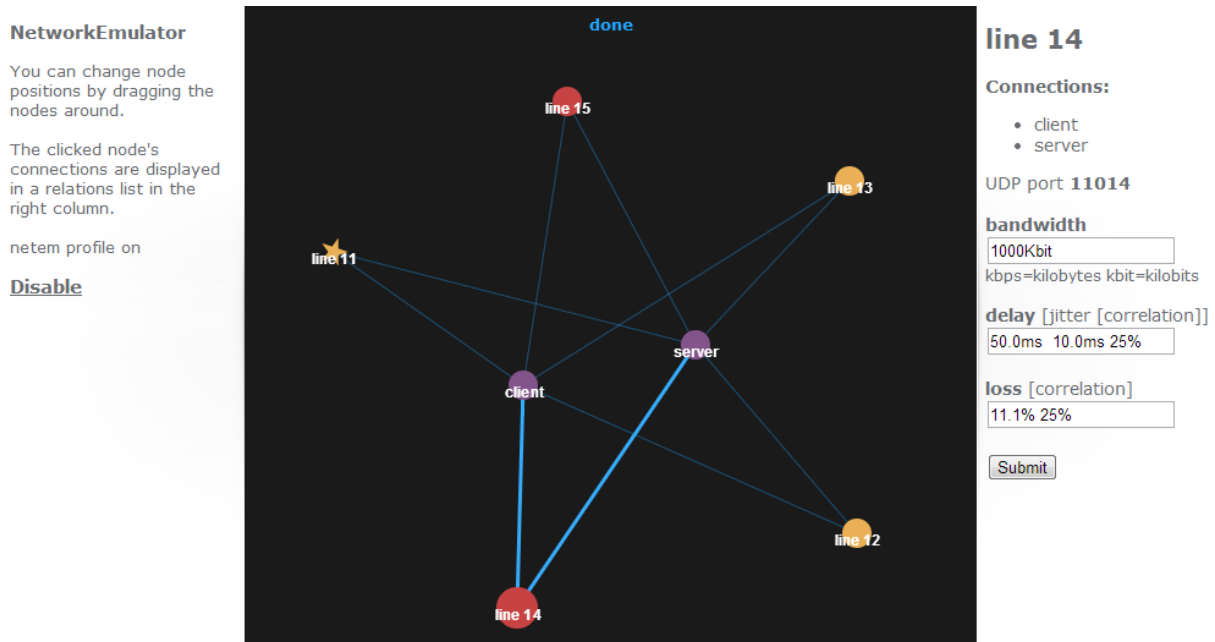 NetworkEmulator
You can change node
positions by dragging the
nodes around.
The clicked node's
connections are displayed
in a relations list in the
right column.
netem profile on
Disable
done
line 15
line 13
line 11
server
client
line 12
line 14
line 14
Connections:
client
server
UDP port 11014
bandwidth
1000Kbit
kbps=kilobytes kbit=kilobits
delay [jitter [correlation]]
50.0ms 10.0ms 25%
loss [correlation]
11.1% 25%
Submit